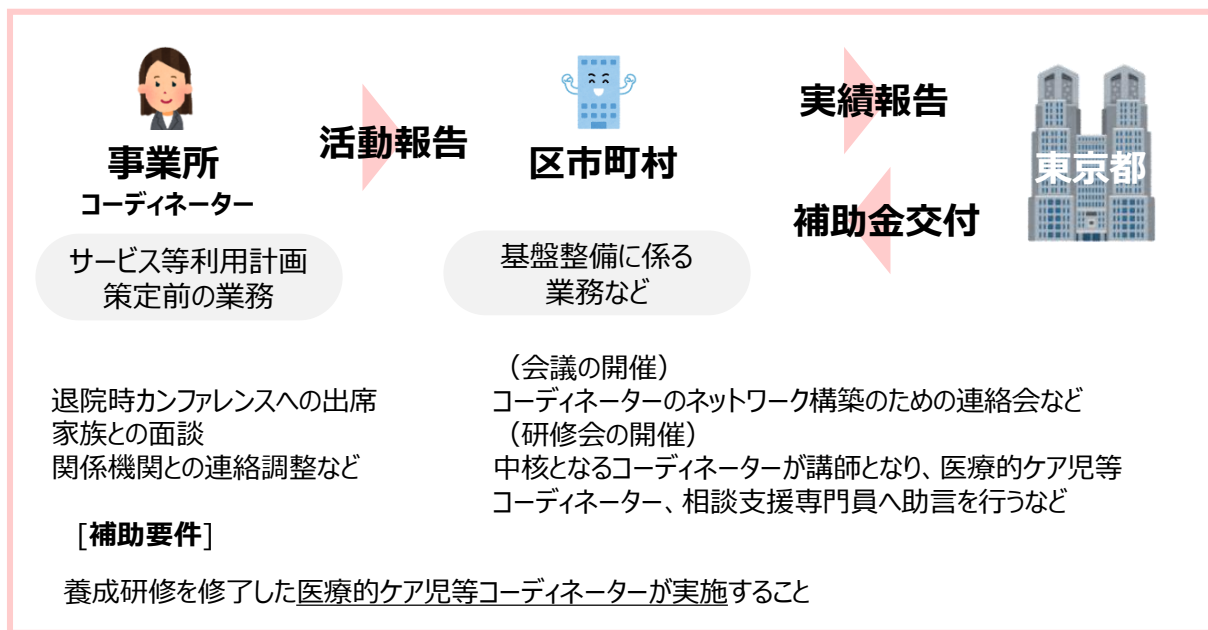 事業所
コーディネーター
活動報告
区市町村
実績報告
補助金交付
東京都
サービス等利用計画
策定前の業務
基盤整備に係る
業務など
退院時カンファレンスへの出席
家族との面談
関係機関との連絡調整など
（会議の開催）
コーディネーターのネットワーク構築のための連絡会など
（研修会の開催）
中核となるコーディネーターが講師となり、医療的ケア児等
コーディネーター、相談支援専門員へ助言を行うなど
[補助要件]
養成研修を修了した医療的ケア児等コーディネーターが実施すること